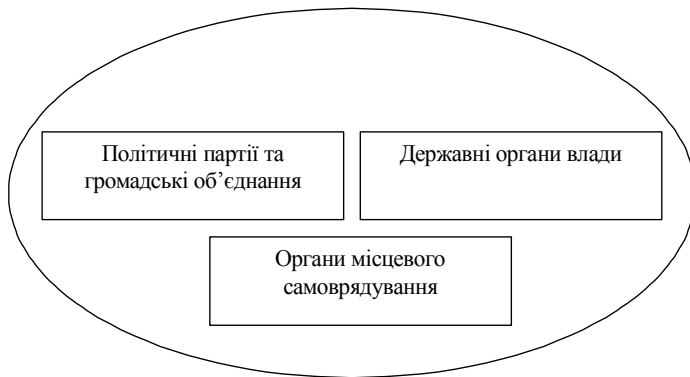 Політичні партії та
громадські об’єднання
Державні органи влади
Органи місцевого
самоврядування